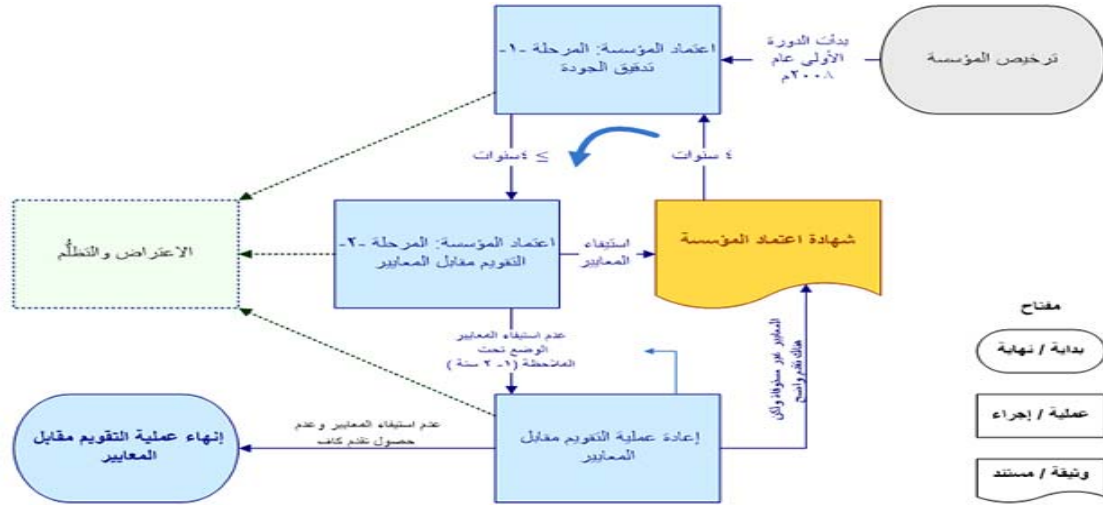 ترخيص المؤسسة
بدأت الدورة
الأولى عام
٢٠٠٨م
اعتماد المؤسسة: المرحلة -١-
تدقيق الجودة
≥ ٤سنوات
٤ سنوات
الاعتراض والتظلُّم
اعتماد المؤسسة: المرحلة -٢-
التقويم مقابل المعايير
استيفاء
المعايير
شهادة اعتماد المؤسسة
عدم استيفاء المعايير
الوضع تحت
الملاحظة (١- ٢ سنة )
المعايير غير مستوفاة ولكن
هناك تقدم واضح
إعادة عملية التقويم مقابل
المعايير
عدم استيفاء المعايير وعدم
حصول تقدم كاف
إنهاء عملية التقويم مقابل
المعايير
مفتاح
بداية / نهاية
عملية / إجراء
وثيقة / مستند